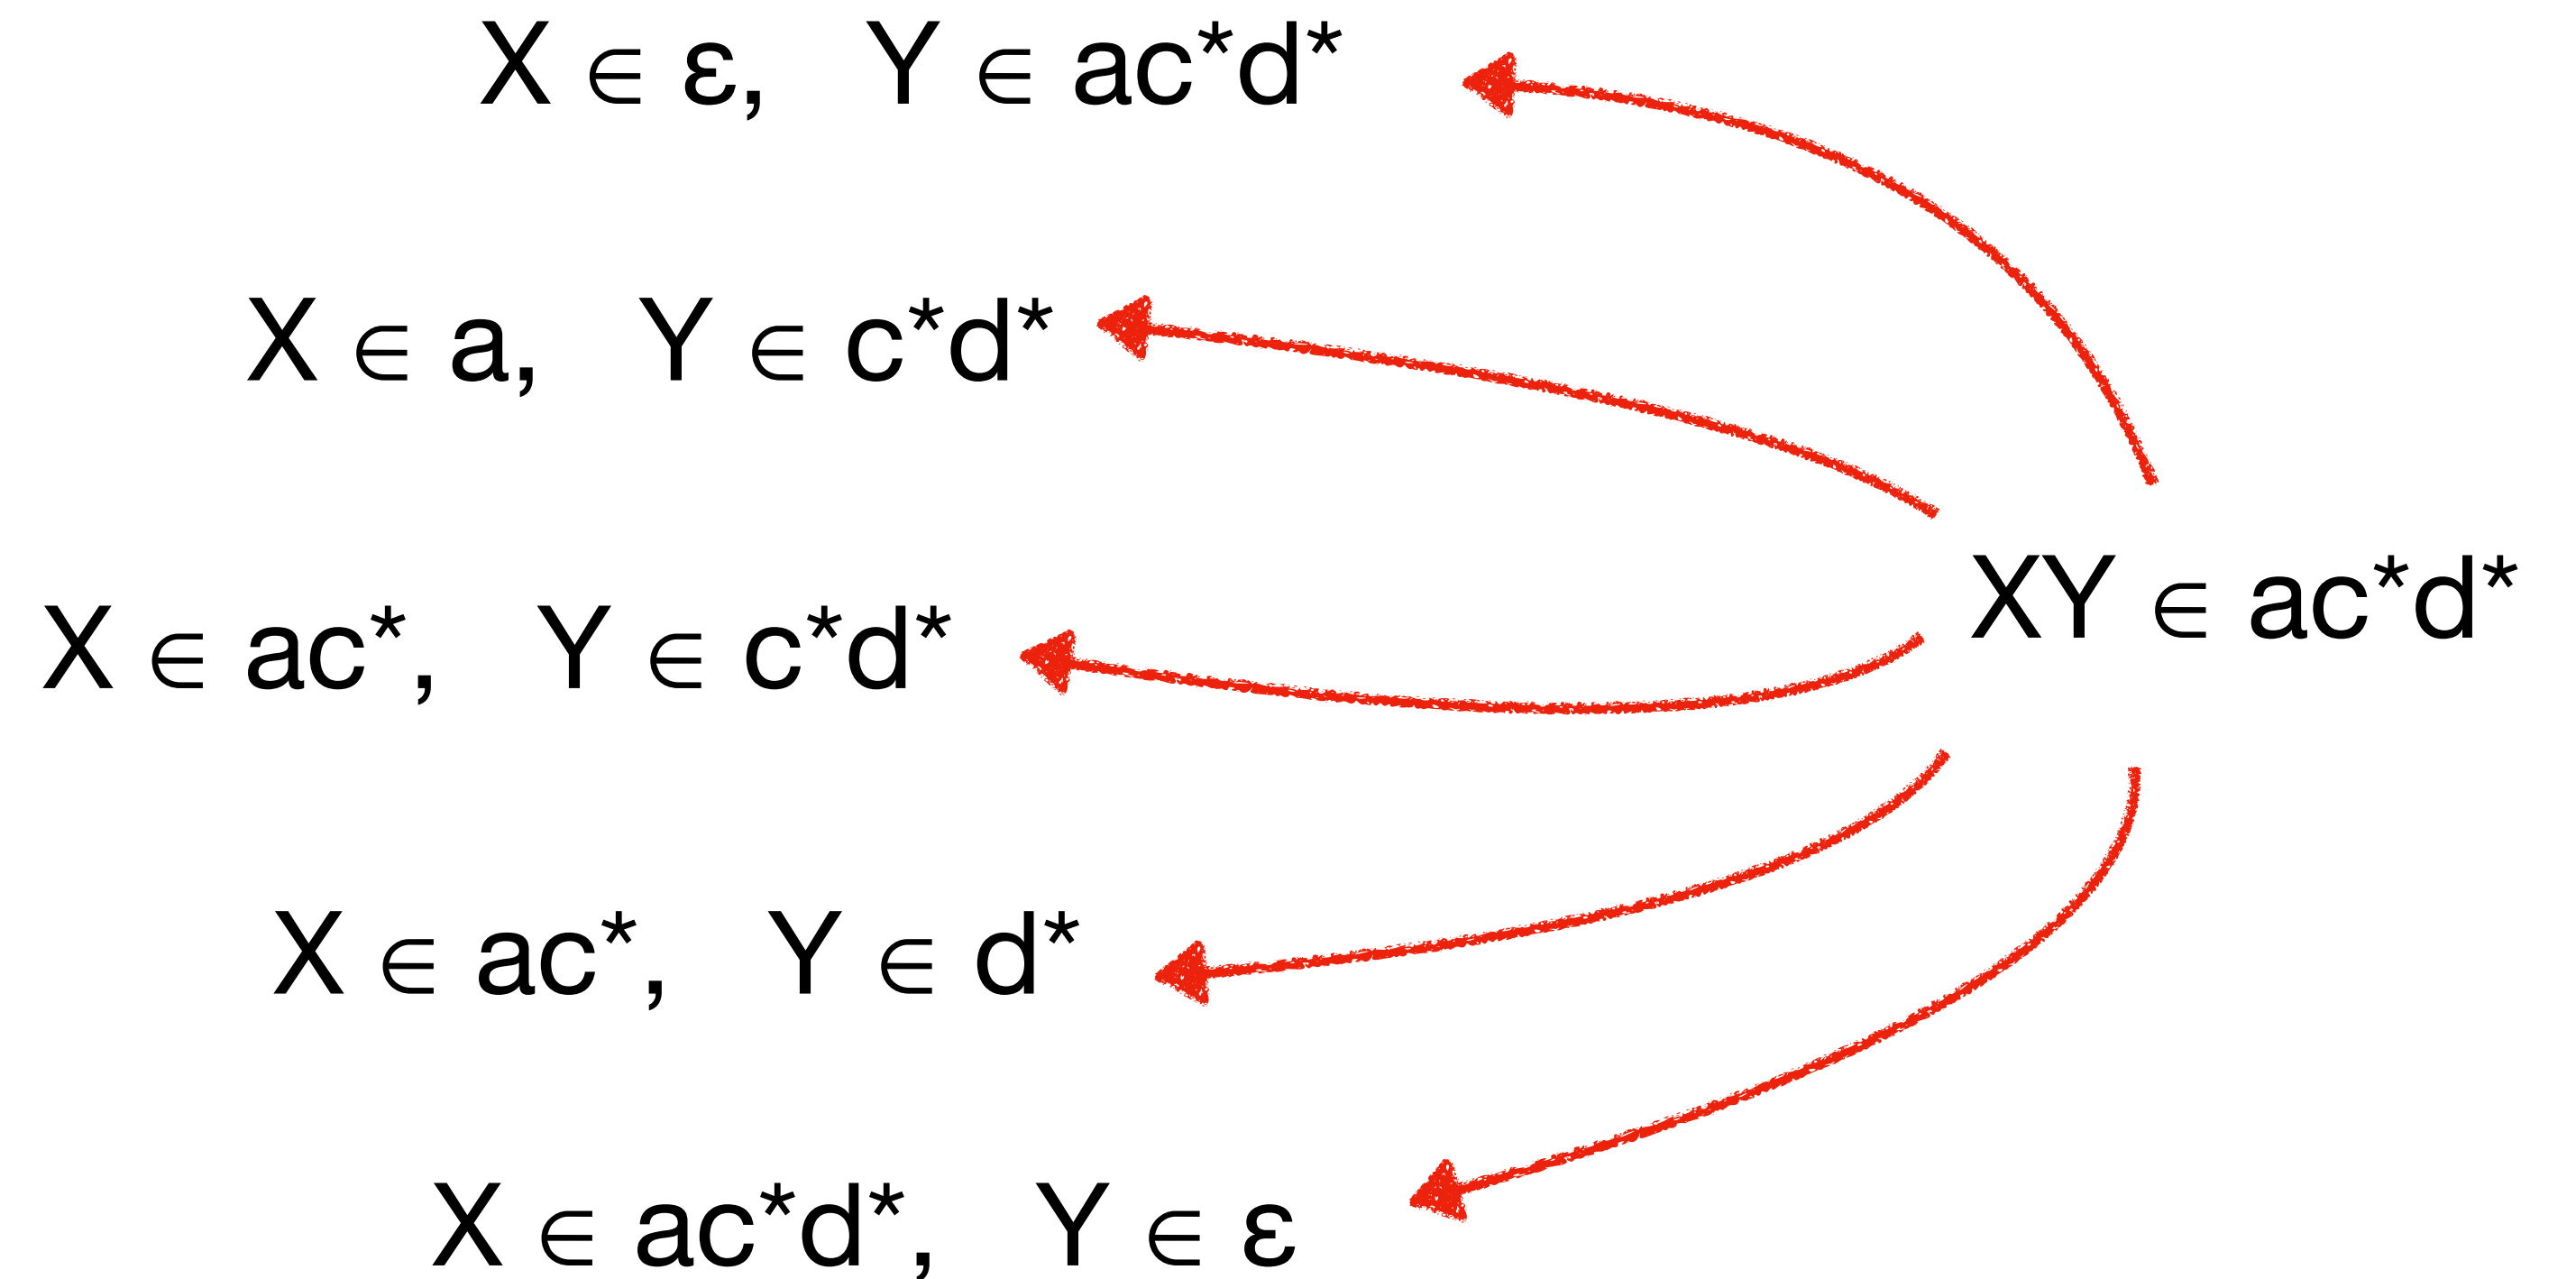 X ∈ ε, Y ∈ ac*d*
X ∈ a, Y ∈ c*d*
XY ∈ ac*d*
X ∈ ac*, Y ∈ c*d*
X ∈ ac*, Y ∈ d*
X ∈ ac*d*, Y ∈ ε